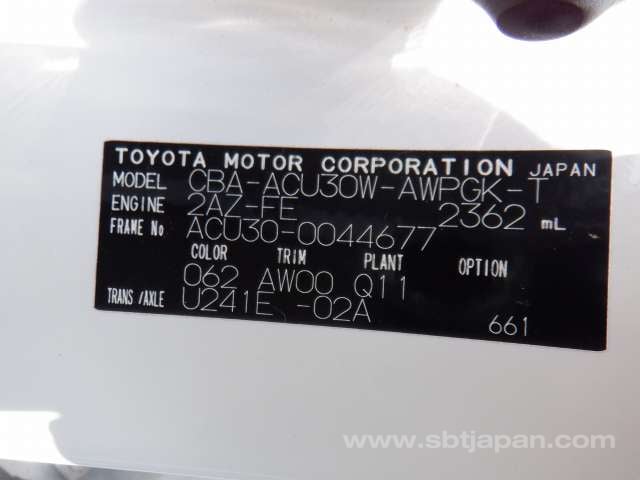 TOYOTA MOTOR CORPORATION JAPAN
MODEL CBA-ACU30W-AWPGK-T
ENGINE 2AZ-FE 2362 mL
FRAME No ACU30-0044677
COLOR TRIM PLANT OPTION
062 AW00 Q11
TRANS/AXLE U241E -02A
661
www.sbtjapan.com